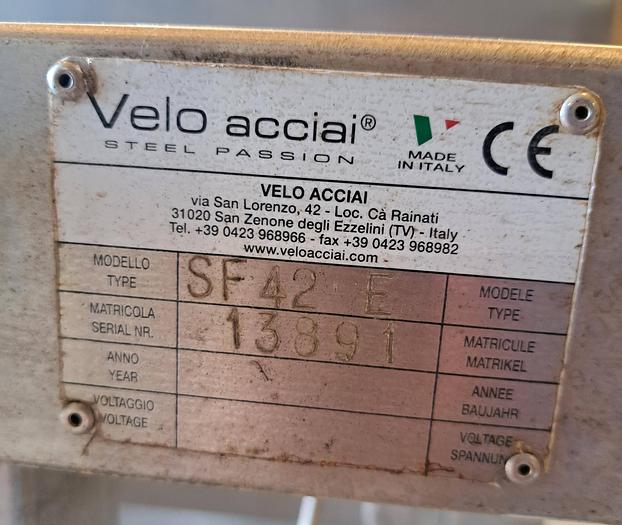 Velo acciai®
STEEL PASSION
MADE
IN ITALY
CE
VELO ACCIAI
via San Lorenzo, 42 - Loc. Cà Rainati
31020 San Zenone degli Ezzelini (TV) - Italy
Tel. +39 0423 968966 - fax +39 0423 968982
www.veloacciai.com
MODELLO
TYPE
SF 42 E
MODELE
TYPE
MATRICOLA
SERIAL NR.
13891
MATRICULE
MATRIKEL
ANNO
YEAR
ANNEE
BAUJAHR
VOLTAGGIO
VOLTAGE
VOLTAGE
SPANNUN